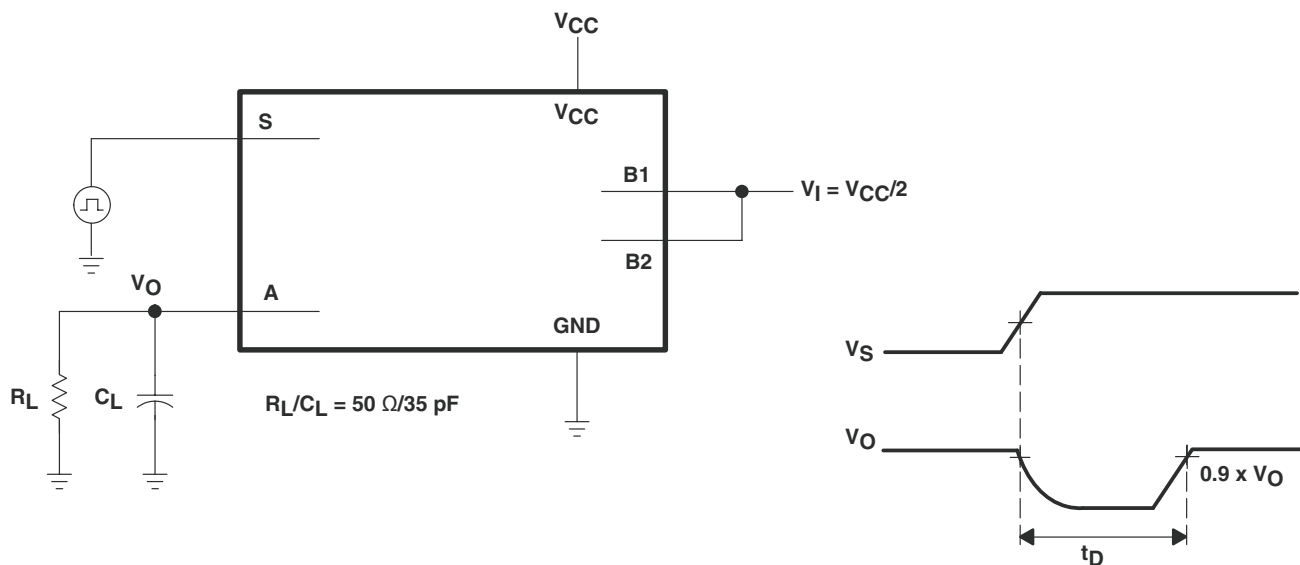 VCC
S
VCC
B1
VI = VCC/2
B2
VO
A
GND
RL
CL
RL/CL = 50 Ω/35 pF
VS
VO
0.9 x VO
tD